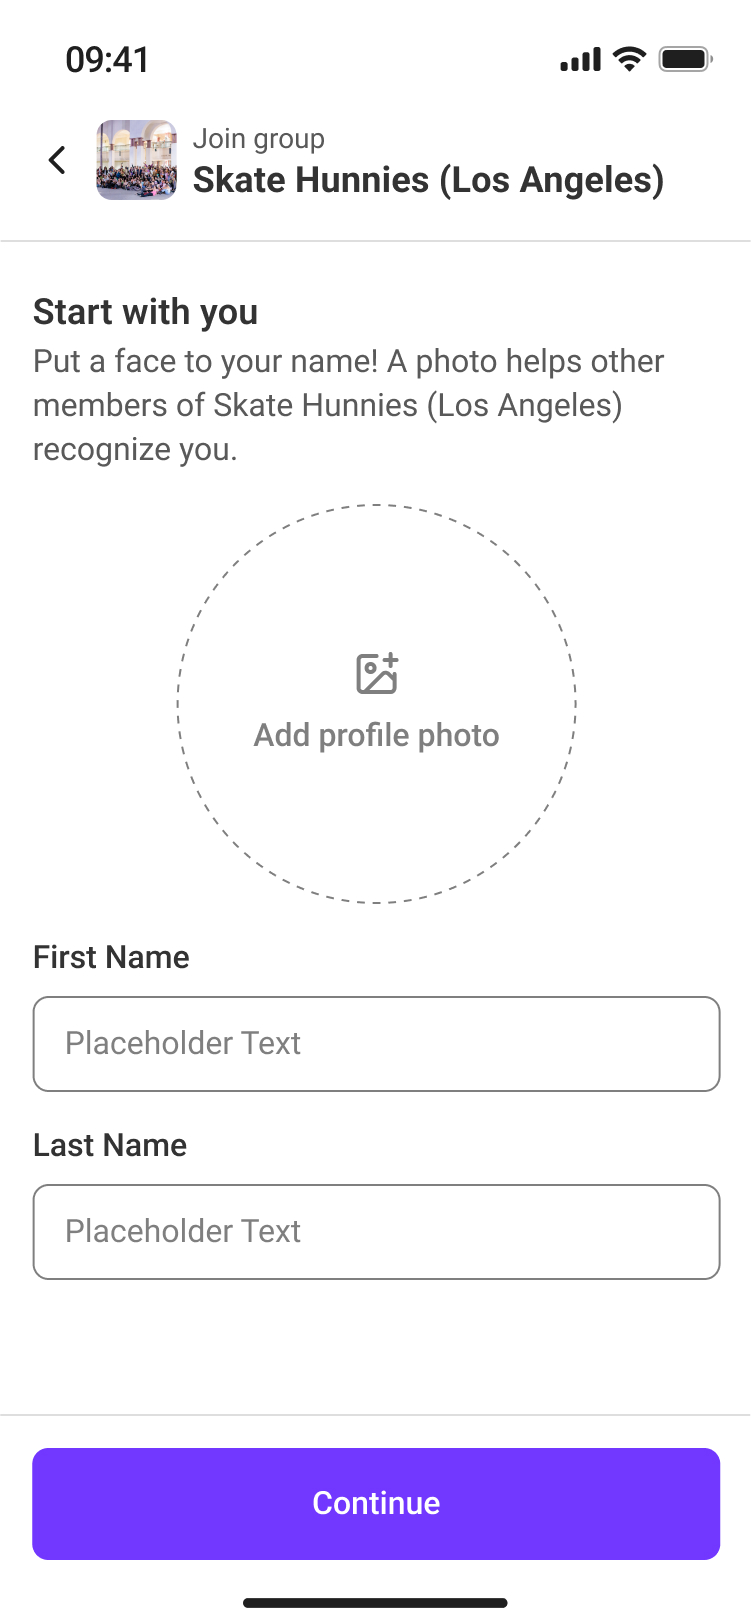 09:41
Join group
Skate Hunnies (Los Angeles)
Start with you
Put a face to your name! A photo helps other
members of Skate Hunnies (Los Angeles)
recognize you.
Add profile photo
First Name
Placeholder Text
Last Name
Placeholder Text
Continue